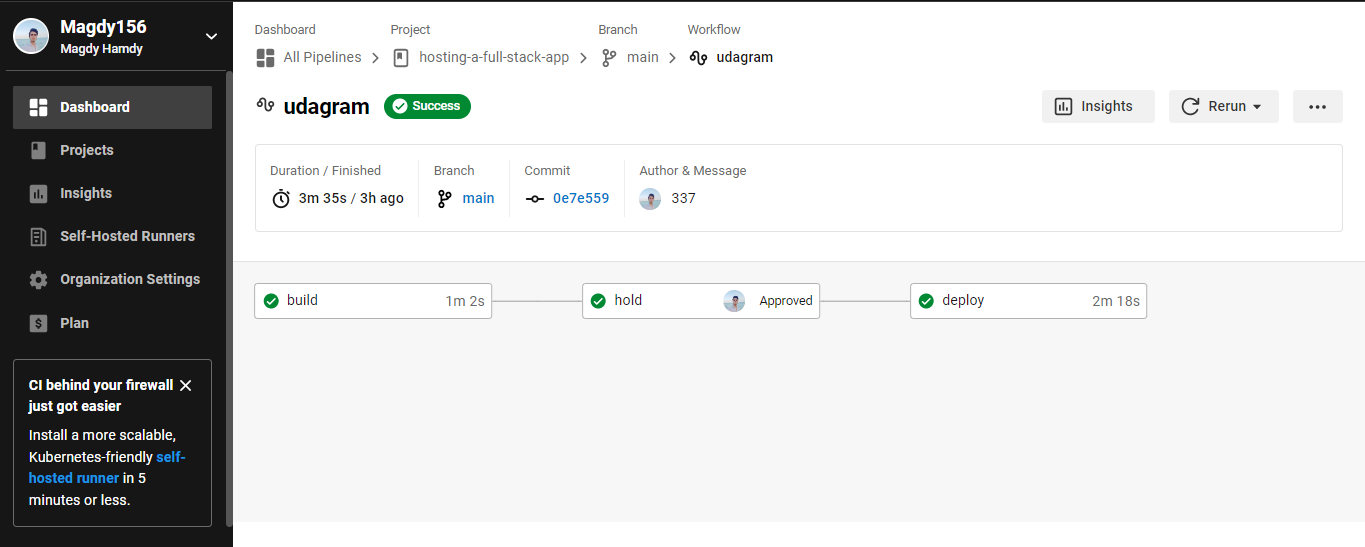 Magdy156
Magdy Hamdy
Dashboard
Projects
Insights
Self-Hosted Runners
Organization Settings
Plan
CI behind your firewall
just got easier
Install a more scalable,
Kubernetes-friendly self-
hosted runner in 5
minutes or less.
Dashboard Project Branch Workflow
All Pipelines hosting-a-full-stack-app main udagram
udagram Success Insights Rerun
Duration / Finished Branch Commit Author & Message
3m 35s / 3h ago main 0e7e559 337
build 1m 2s hold Approved deploy 2m 18s